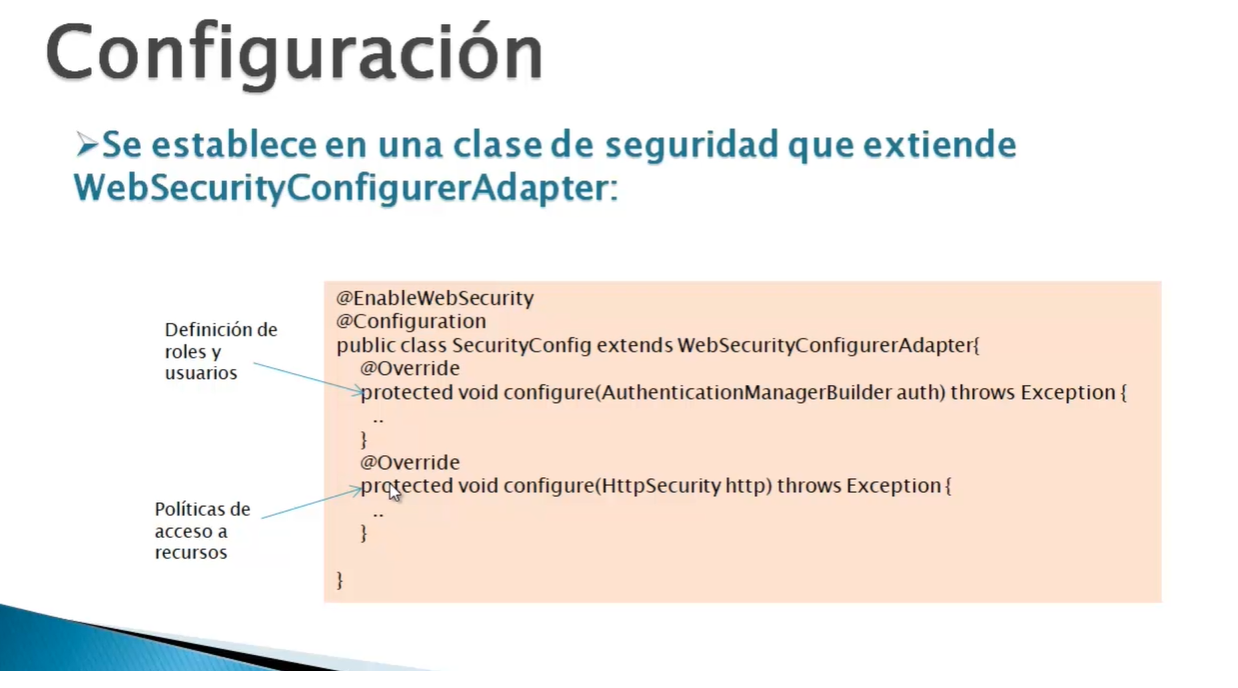 Configuración
➢Se establece en una clase de seguridad que extiende
WebSecurityConfigurerAdapter:
Definición de
roles y
usuarios
@EnableWebSecurity
@Configuration
public class SecurityConfig extends WebSecurityConfigurerAdapter{
@Override
protected void configure(AuthenticationManagerBuilder auth) throws Exception {
..
}
@Override
protected void configure(HttpSecurity http) throws Exception {
..
}
}
Políticas de
acceso a
recursos